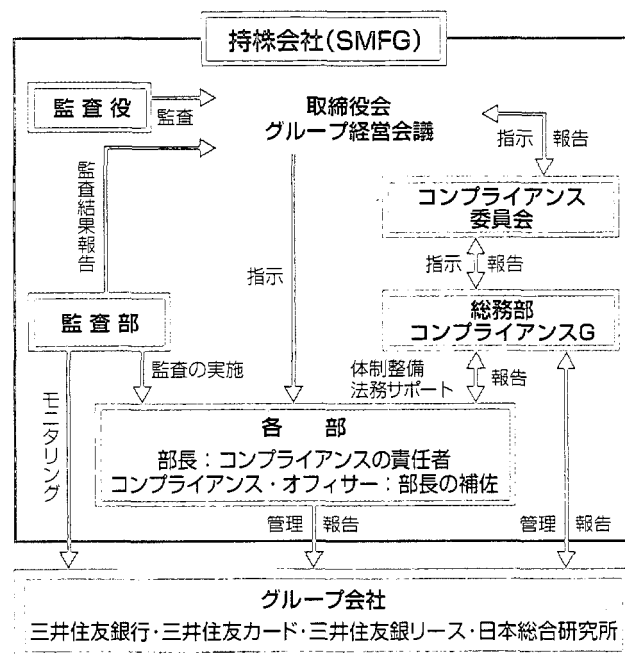 持株会社(SMFG)
監査役
監査
取締役会
グループ経営会議
指示 報告
監査結果報告
コンプライアンス
委員会
指示
指示 報告
監査部
総務部
コンプライアンスG
監査の実施
体制整備
法務サポート
報告
モニタリング
各 部
部長:コンプライアンスの責任者
コンプライアンス・オフィサー:部長の補佐
管理 報告
管理 報告
グループ会社
三井住友銀行・三井住友カード・三井住友銀リース・日本総合研究所